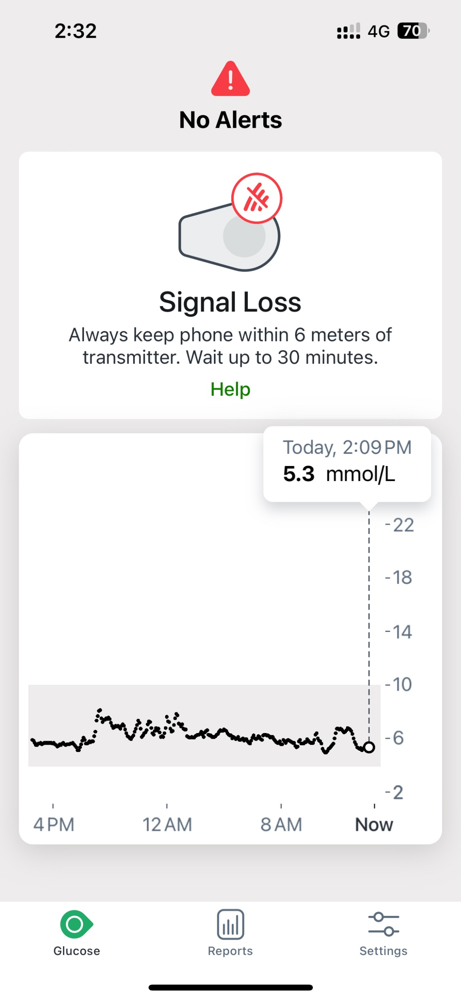 2:32
4G
70
No Alerts
Signal Loss
Always keep phone within 6 meters of
transmitter. Wait up to 30 minutes.
Help
Today, 2:09 PM
5.3 mmol/L
22
18
14
10
6
2
4 PM
12 AM
8 AM
Now
Glucose
Reports
Settings